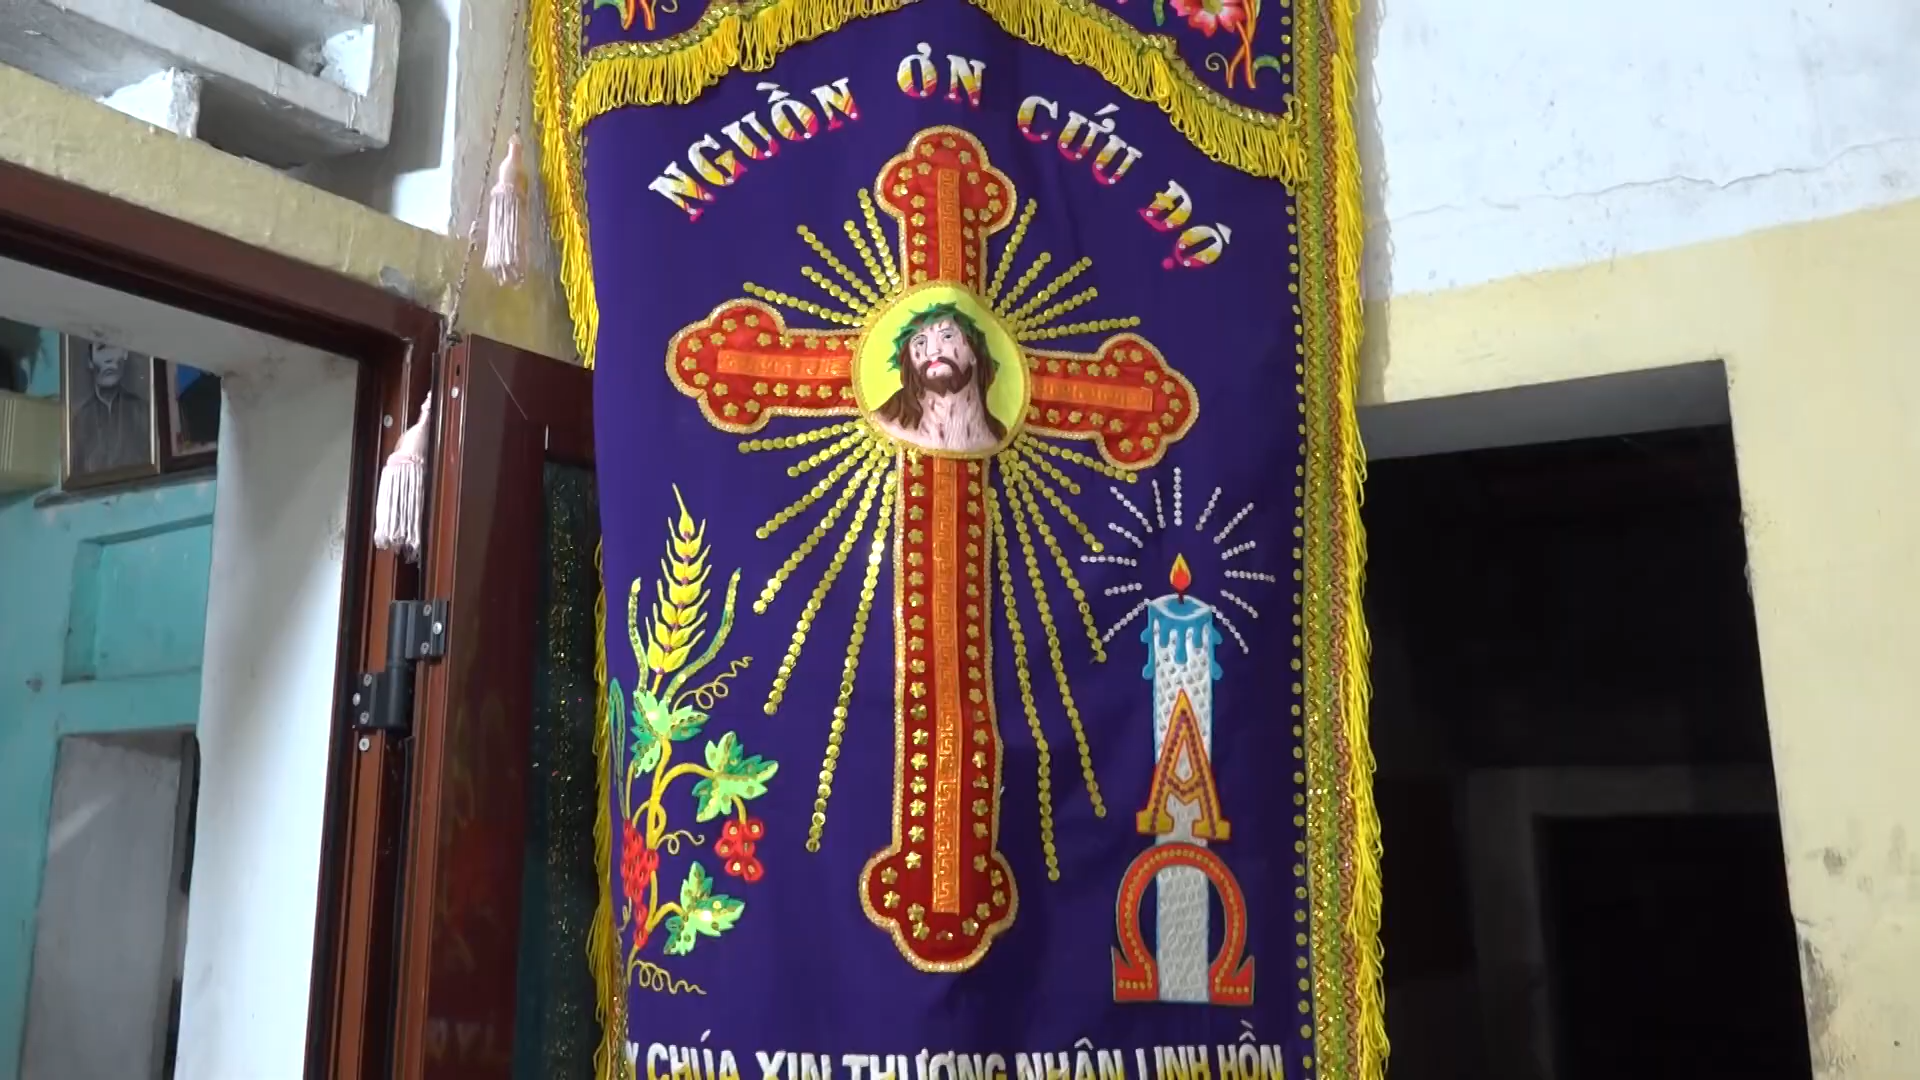 NGUỒN ƠN CỨU ĐỘ
Α
Ω
CHÚA XIN THƯƠNG NHẬN LINH HỒN